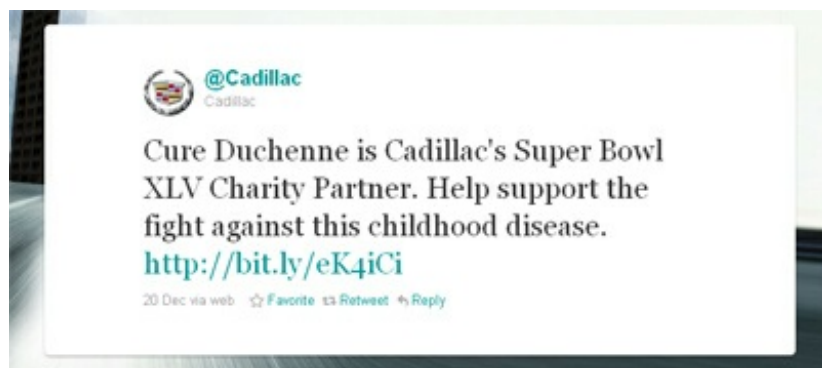 @Cadillac
Cadillac
Cure Duchenne is Cadillac's Super Bowl
XLV Charity Partner. Help support the
fight against this childhood disease.
http://bit.ly/eK4iCi
20 Dec via web Favorite Retweet Reply